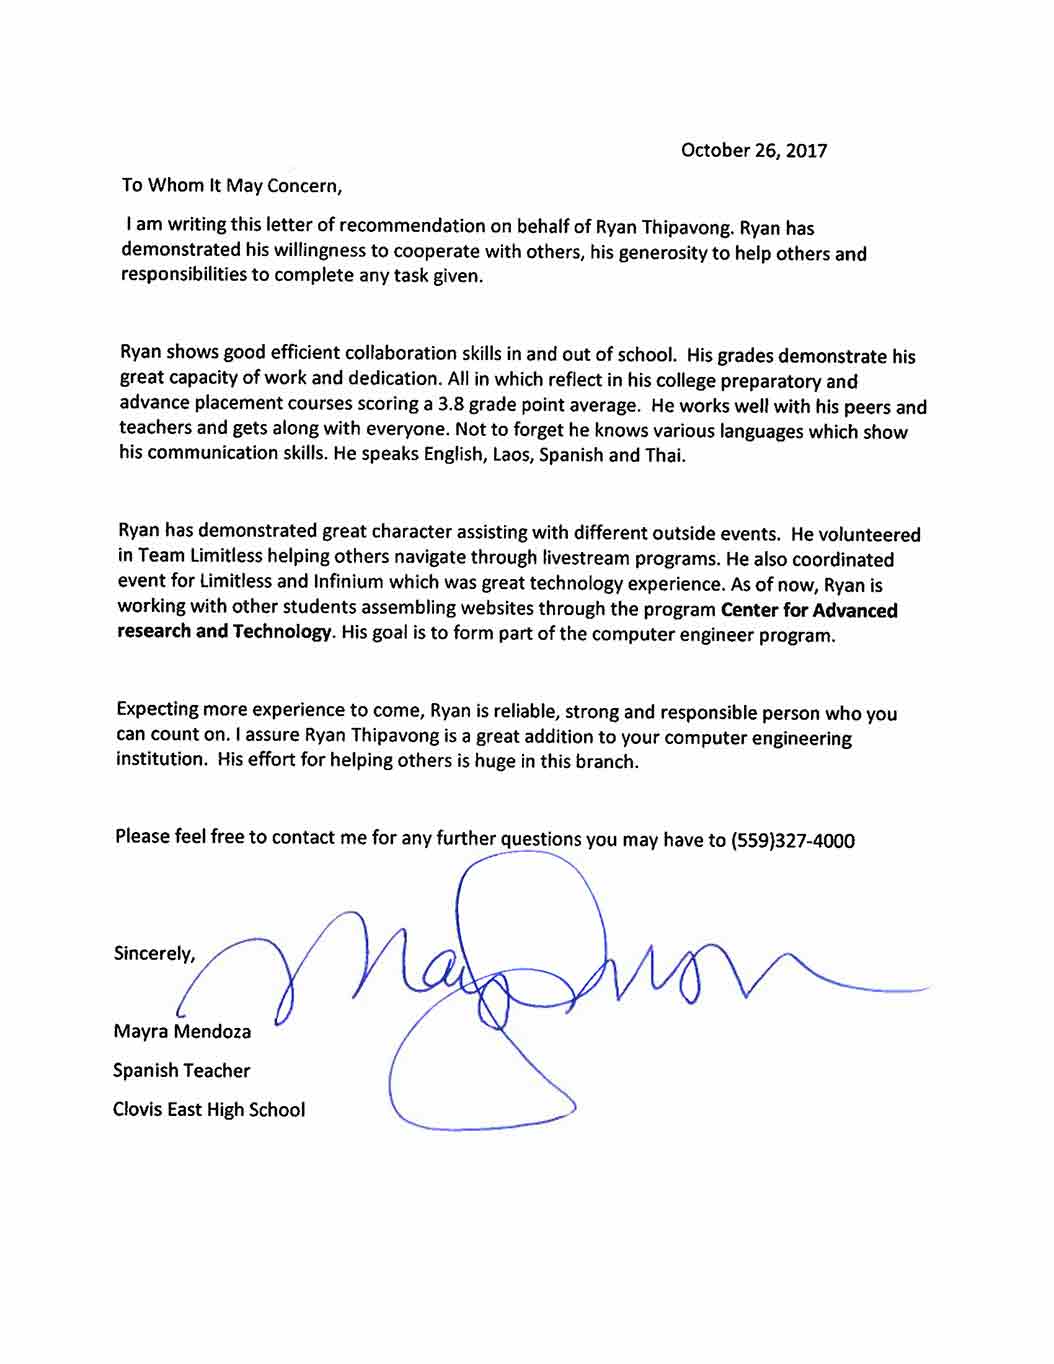 October 26, 2017
To Whom It May Concern,
I am writing this letter of recommendation on behalf of Ryan Thipavong. Ryan has
demonstrated his willingness to cooperate with others, his generosity to help others and
responsibilities to complete any task given.
Ryan shows good efficient collaboration skills in and out of school. His grades demonstrate his
great capacity of work and dedication. All in which reflect in his college preparatory and
advance placement courses scoring a 3.8 grade point average. He works well with his peers and
teachers and gets along with everyone. Not to forget he knows various languages which show
his communication skills. He speaks English, Laos, Spanish and Thai.
Ryan has demonstrated great character assisting with different outside events. He volunteered
in Team Limitless helping others navigate through livestream programs. He also coordinated
event for Limitless and Infinium which was great technology experience. As of now, Ryan is
working with other students assembling websites through the program Center for Advanced
research and Technology. His goal is to form part of the computer engineer program.
Expecting more experience to come, Ryan is reliable, strong and responsible person who you
can count on. I assure Ryan Thipavong is a great addition to your computer engineering
institution. His effort for helping others is huge in this branch.
Please feel free to contact me for any further questions you may have to (559)327-4000
Sincerely,
Mayra Mendoza
Spanish Teacher
Clovis East High School